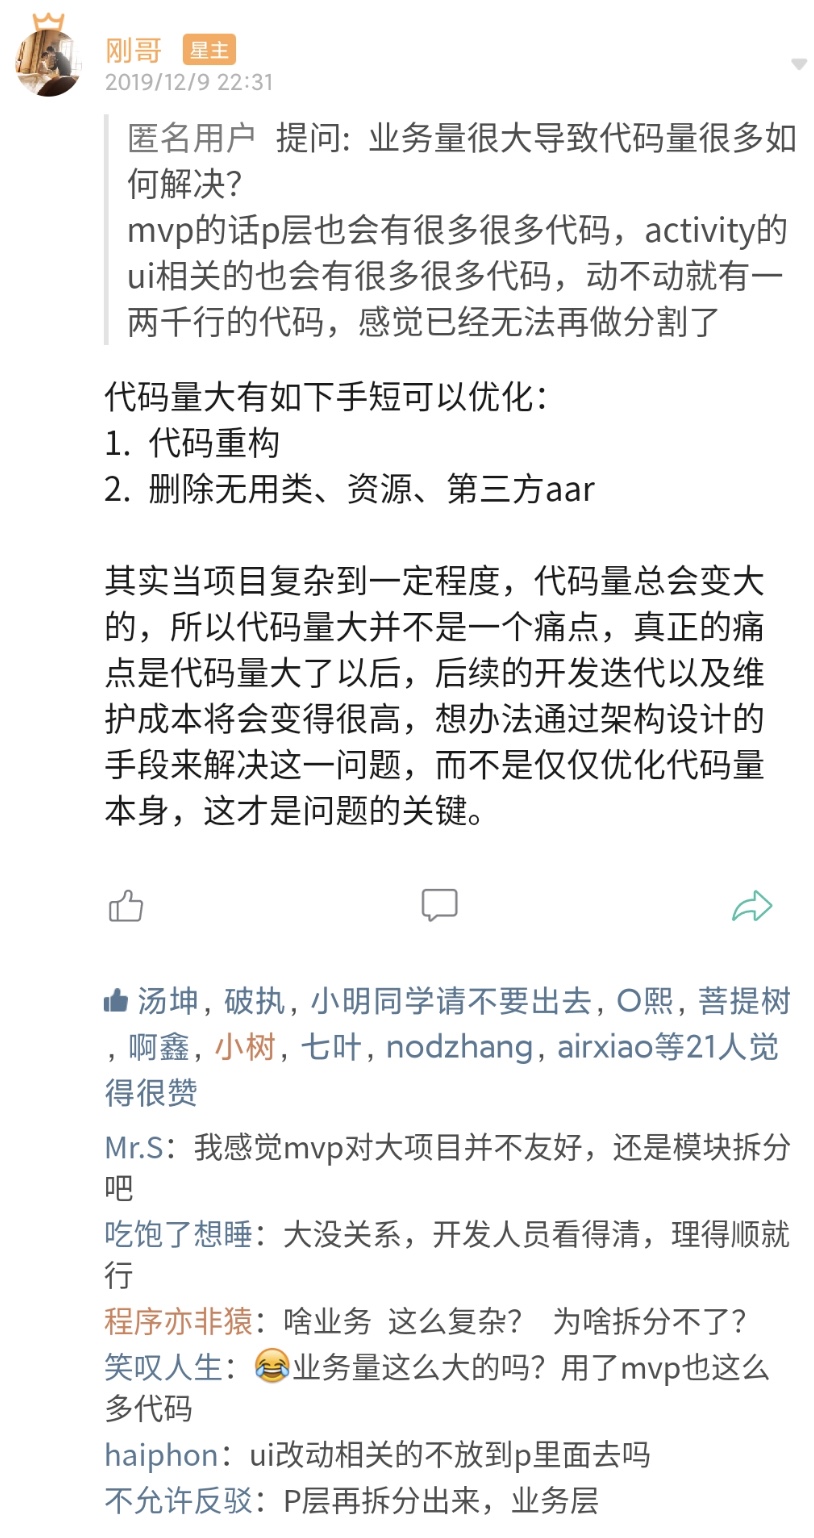 刚哥 星主
2019/12/9 22:31
匿名用户 提问: 业务量很大导致代码量很多如
何解决?
mvp的话p层也会有很多很多代码，activity的
ui相关的也会有很多很多代码，动不动就有一
两千行的代码，感觉已经无法再做分割了
代码量大有如下手短可以优化：
1. 代码重构
2. 删除无用类、资源、第三方aar
其实当项目复杂到一定程度，代码量总会变大
的，所以代码量大并不是一个痛点，真正的痛
点是代码量大了以后，后续的开发迭代以及维
护成本将会变得很高，想办法通过架构设计的
手段来解决这一问题，而不是仅仅优化代码量
本身，这才是问题的关键。
汤坤, 破执, 小明同学请不要出去, O熙, 菩提树
, 啊鑫, 小树, 七叶, nodzhang, airxiao等21人觉
得很赞
Mr.S：我感觉mvp对大项目并不友好，还是模块拆分
吧
吃饱了想睡：大没关系，开发人员看得清，理得顺就
行
程序亦非猿：啥业务 这么复杂？ 为啥拆分不了？
笑叹人生：😂业务量这么大的吗？用了mvp也这么
多代码
haiphon：ui改动相关的不放到p里面去吗
不允许反驳：P层再拆分出来，业务层